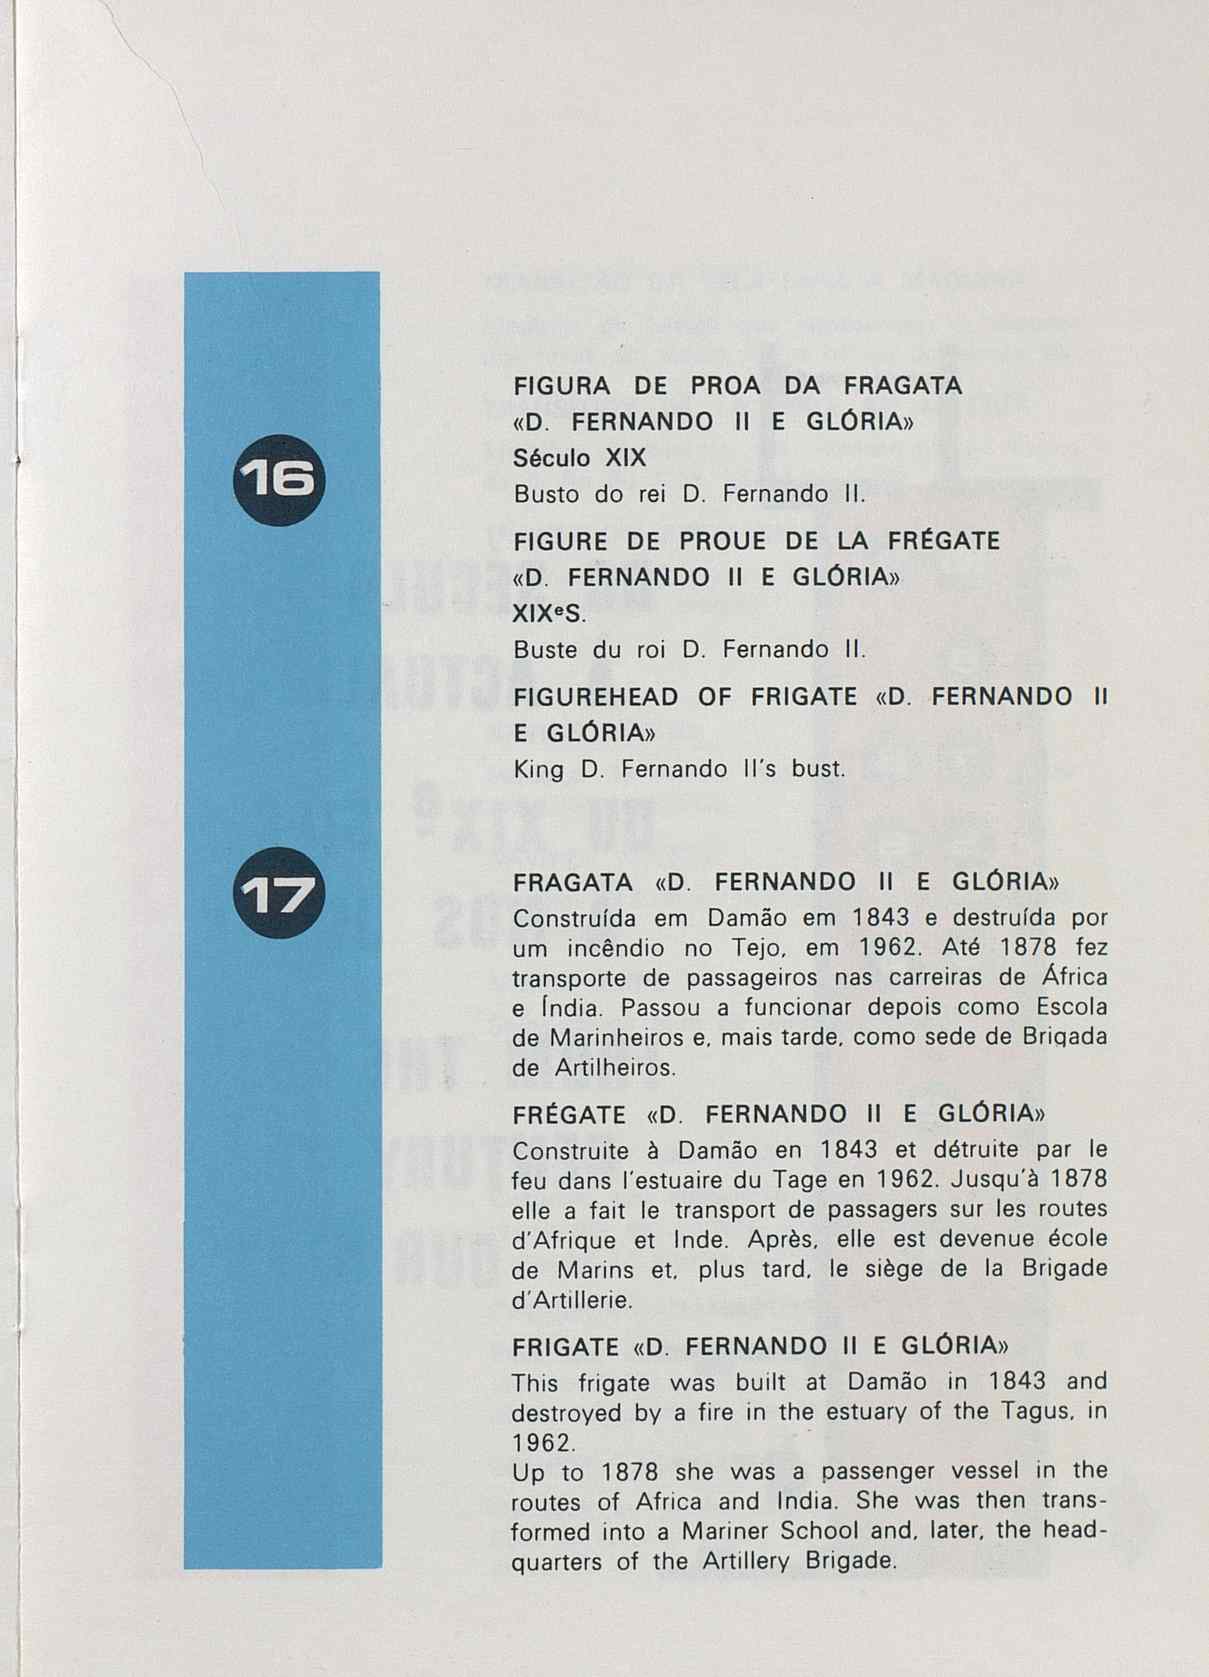 16
FIGURA DE PROA DA FRAGATA
«D. FERNANDO II E GLÓRIA»
Século XIX
Busto do rei D. Fernando II.
FIGURE DE PROUE DE LA FRÉGATE
«D. FERNANDO II E GLÓRIA»
XIXeS.
Buste du roi D. Fernando II.
FIGUREHEAD OF FRIGATE «D. FERNANDO II
E GLÓRIA»
King D. Fernando II's bust.
17
FRAGATA «D. FERNANDO II E GLÓRIA»
Construída em Damão em 1843 e destruída por
um incêndio no Tejo, em 1962. Até 1878 fez
transporte de passageiros nas carreiras de África
e Índia. Passou a funcionar depois como Escola
de Marinheiros e, mais tarde, como sede de Brigada
de Artilheiros.
FRÉGATE «D. FERNANDO II E GLÓRIA»
Construite à Damão en 1843 et détruite par le
feu dans l'estuaire du Tage en 1962. Jusqu'à 1878
elle a fait le transport de passagers sur les routes
d'Afrique et Inde. Après, elle est devenue école
de Marins et, plus tard, le siège de la Brigade
d'Artillerie.
FRIGATE «D. FERNANDO II E GLÓRIA»
This frigate was built at Damão in 1843 and
destroyed by a fire in the estuary of the Tagus, in
1962.
Up to 1878 she was a passenger vessel in the
routes of Africa and India. She was then trans-
formed into a Mariner School and, later, the head-
quarters of the Artillery Brigade.